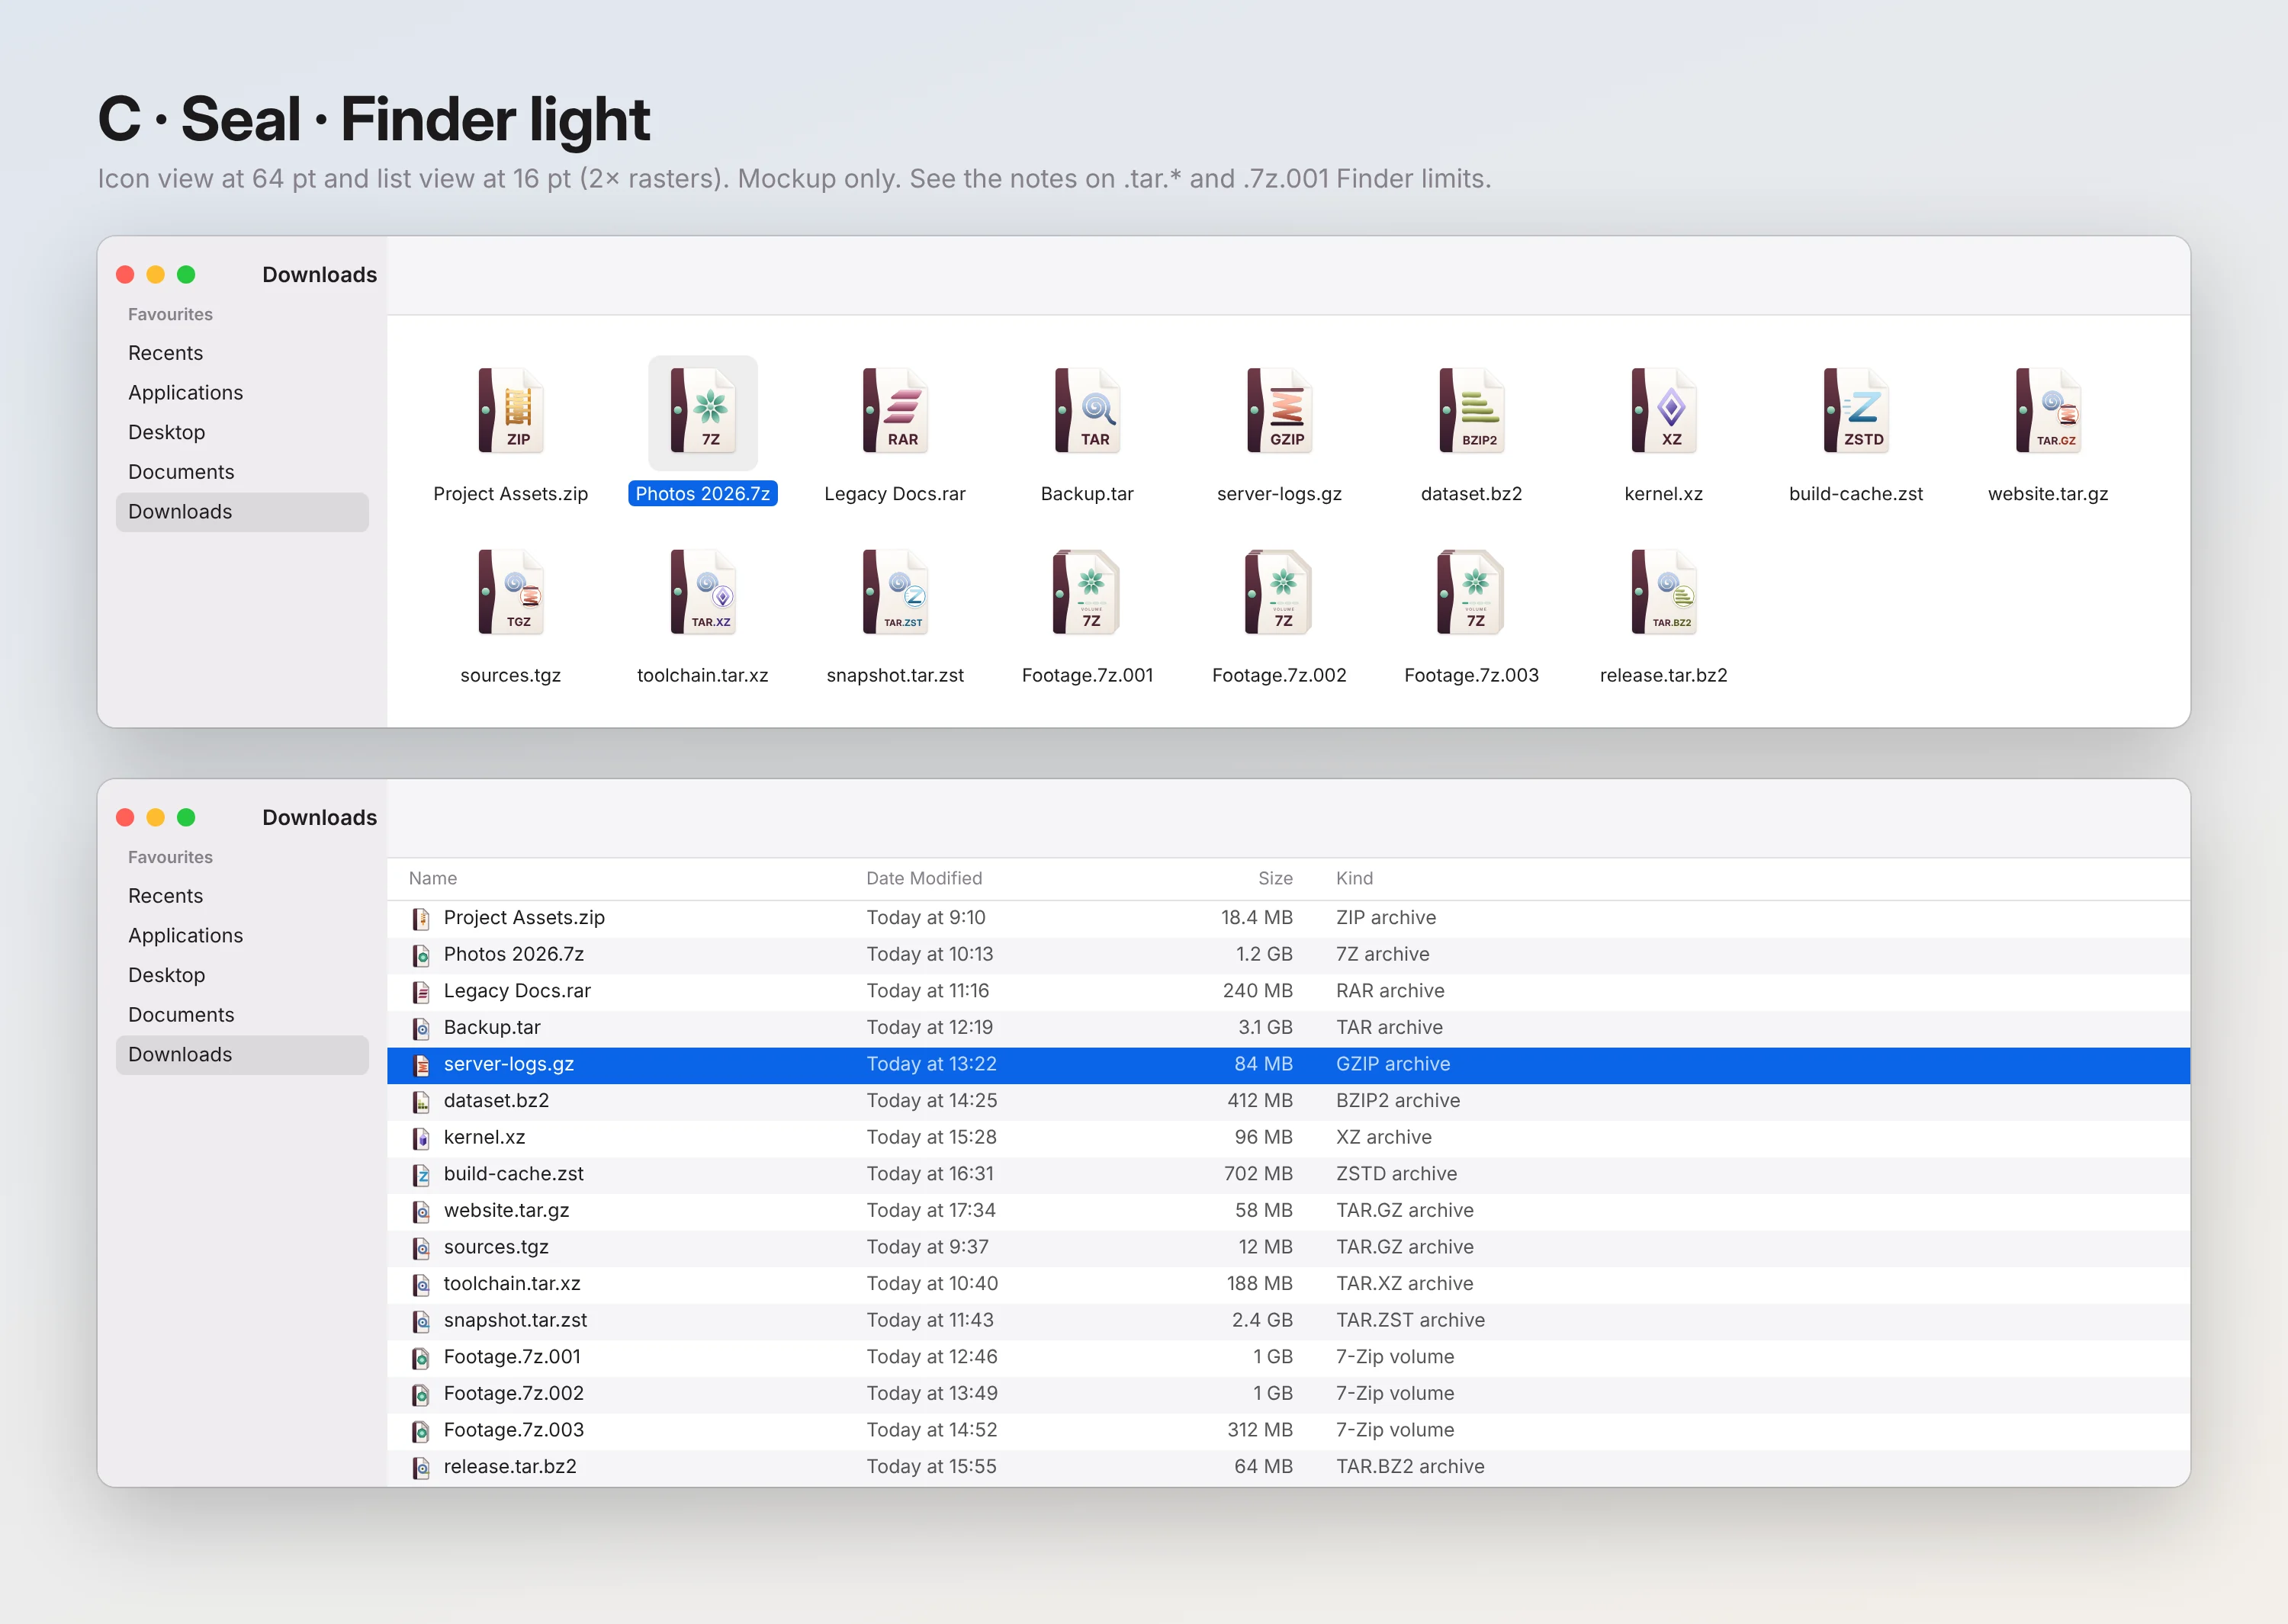 C · Seal · Finder light
Icon view at 64 pt and list view at 16 pt (2× rasters). Mockup only. See the notes on .tar.* and .7z.001 Finder limits.
Downloads
Favourites
Recents
Applications
Desktop
Documents
Downloads
ZIP
7Z
RAR
TAR
GZIP
BZIP2
XZ
ZSTD
TAR.GZ
Project Assets.zip
Photos 2026.7z
Legacy Docs.rar
Backup.tar
server-logs.gz
dataset.bz2
kernel.xz
build-cache.zst
website.tar.gz
TGZ
TAR.XZ
TAR.ZST
VOLUME
7Z
VOLUME
7Z
VOLUME
7Z
TAR.BZ2
sources.tgz
toolchain.tar.xz
snapshot.tar.zst
Footage.7z.001
Footage.7z.002
Footage.7z.003
release.tar.bz2
Downloads
Favourites
Recents
Applications
Desktop
Documents
Downloads
Name Date Modified Size Kind
Project Assets.zip Today at 9:10 18.4 MB ZIP archive
Photos 2026.7z Today at 10:13 1.2 GB 7Z archive
Legacy Docs.rar Today at 11:16 240 MB RAR archive
Backup.tar Today at 12:19 3.1 GB TAR archive
server-logs.gz Today at 13:22 84 MB GZIP archive
dataset.bz2 Today at 14:25 412 MB BZIP2 archive
kernel.xz Today at 15:28 96 MB XZ archive
build-cache.zst Today at 16:31 702 MB ZSTD archive
website.tar.gz Today at 17:34 58 MB TAR.GZ archive
sources.tgz Today at 9:37 12 MB TAR.GZ archive
toolchain.tar.xz Today at 10:40 188 MB TAR.XZ archive
snapshot.tar.zst Today at 11:43 2.4 GB TAR.ZST archive
Footage.7z.001 Today at 12:46 1 GB 7-Zip volume
Footage.7z.002 Today at 13:49 1 GB 7-Zip volume
Footage.7z.003 Today at 14:52 312 MB 7-Zip volume
release.tar.bz2 Today at 15:55 64 MB TAR.BZ2 archive